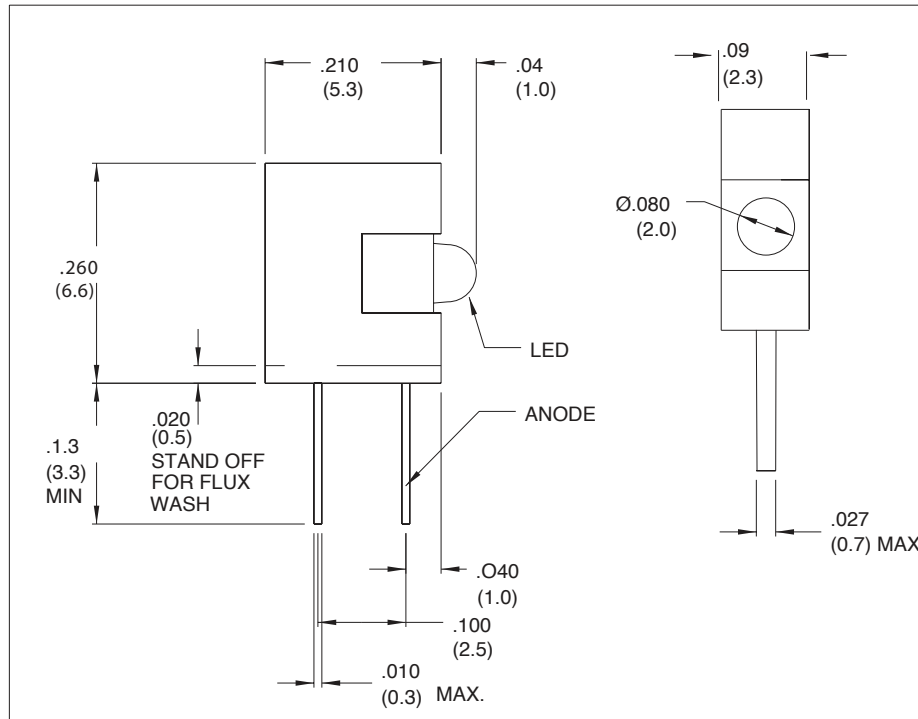 .210
(5.3)
.04
(1.0)
.09
(2.3)
Ø.080
(2.0)
.260
(6.6)
LED
ANODE
.020
(0.5)
STAND OFF
FOR FLUX
WASH
.1.3
(3.3)
MIN
.027
(0.7) MAX
.O40
(1.0)
.100
(2.5)
.010
(0.3) MAX.